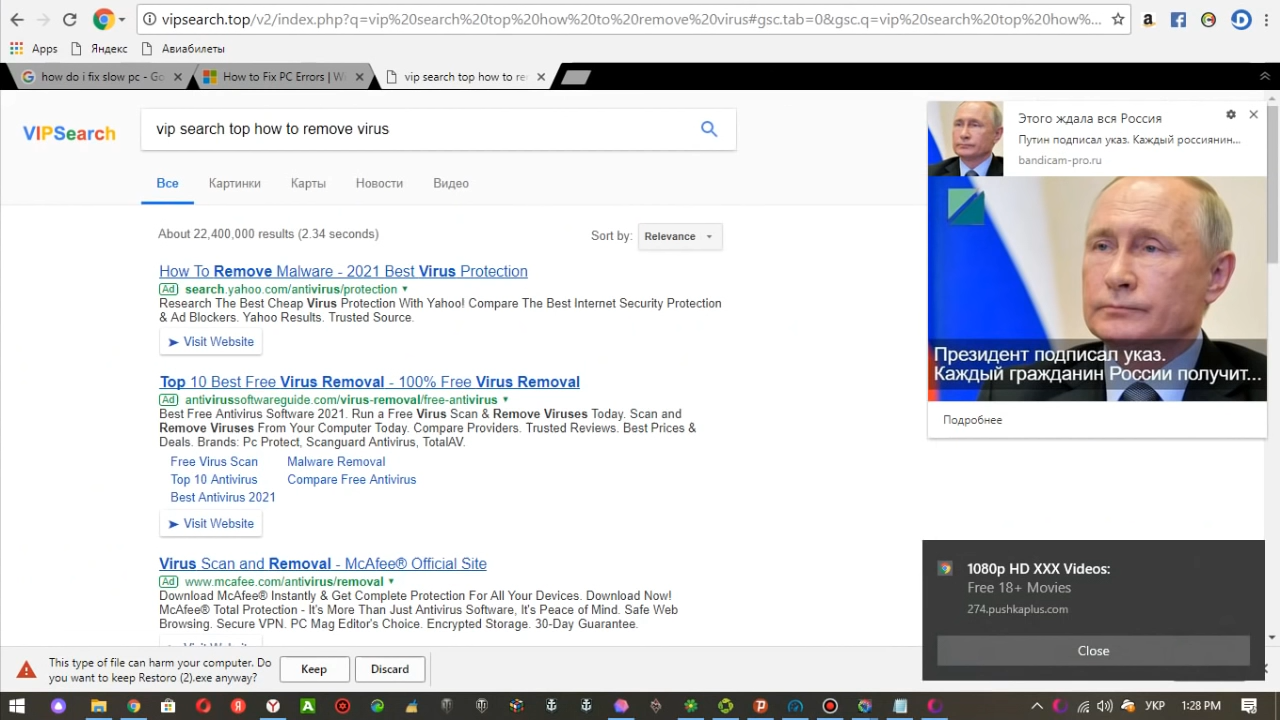 vipsearch.top/v2/index.php?q=vip%20search%20top%20how%20to%20remove%20virus#gsc.tab=0&gsc.q=vip%20search%20top%20how%...
Apps Яндекс Авиабилеты
how do i fix slow pc - Go
How to Fix PC Errors | Wi
vip search top how to re
VIPSearch
vip search top how to remove virus
Все Картинки Карты Новости Видео
About 22,400,000 results (2.34 seconds)
Sort by: Relevance
How To Remove Malware - 2021 Best Virus Protection
Ad search.yahoo.com/antivirus/protection
Research The Best Cheap Virus Protection With Yahoo! Compare The Best Internet Security Protection
& Ad Blockers. Yahoo Results. Trusted Source.
Visit Website
Top 10 Best Free Virus Removal - 100% Free Virus Removal
Ad antivirussoftwareguide.com/virus-removal/free-antivirus
Best Free Antivirus Software 2021. Run a Free Virus Scan & Remove Viruses Today. Scan and
Remove Viruses From Your Computer Today. Compare Providers. Trusted Reviews. Best Prices &
Deals. Brands: Pc Protect, Scanguard Antivirus, TotalAV.
Free Virus Scan Malware Removal
Top 10 Antivirus Compare Free Antivirus
Best Antivirus 2021
Visit Website
Virus Scan and Removal - McAfee® Official Site
Ad www.mcafee.com/antivirus/removal
Download McAfee® Instantly & Get Complete Protection For All Your Devices. Download Now!
McAfee® Total Protection - It's More Than Just Antivirus Software, It's Peace of Mind. Safe Web
Browsing. Secure VPN. PC Mag Editor's Choice. Encrypted Storage. 30-Day Guarantee.
Visit Website
Этого ждала вся Россия
Путин подписал указ. Каждый россиянин...
bandicam-pro.ru
Президент подписал указ.
Каждый гражданин России получит...
Подробнее
1080p HD XXX Videos:
Free 18+ Movies
274.pushkaplus.com
Close
This type of file can harm your computer. Do
you want to keep Restoro (2).exe anyway?
Keep Discard
УКР 1:28 PM